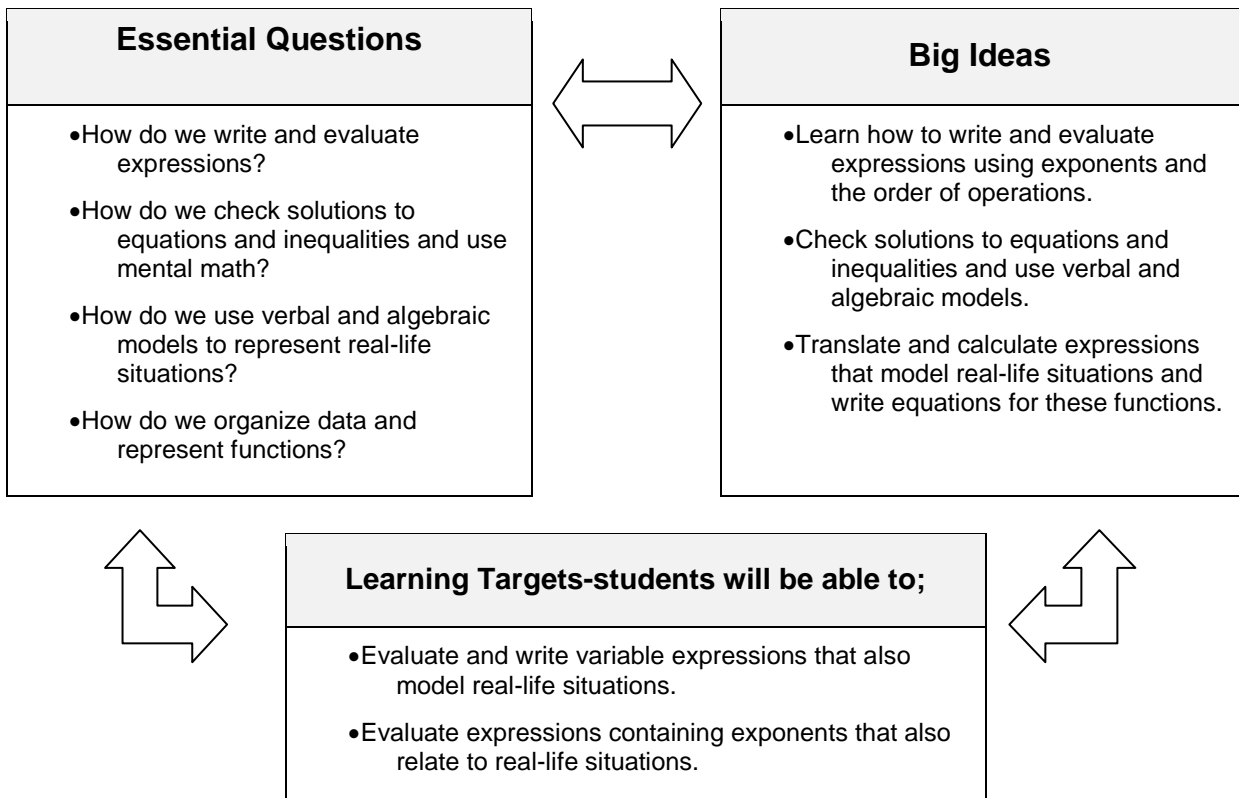 Essential Questions
•How do we write and evaluate
expressions?
•How do we check solutions to
equations and inequalities and use
mental math?
•How do we use verbal and algebraic
models to represent real-life
situations?
•How do we organize data and
represent functions?
Big Ideas
•Learn how to write and evaluate
expressions using exponents and
the order of operations.
•Check solutions to equations and
inequalities and use verbal and
algebraic models.
•Translate and calculate expressions
that model real-life situations and
write equations for these functions.
Learning Targets-students will be able to;
•Evaluate and write variable expressions that also
model real-life situations.
•Evaluate expressions containing exponents that also
relate to real-life situations.